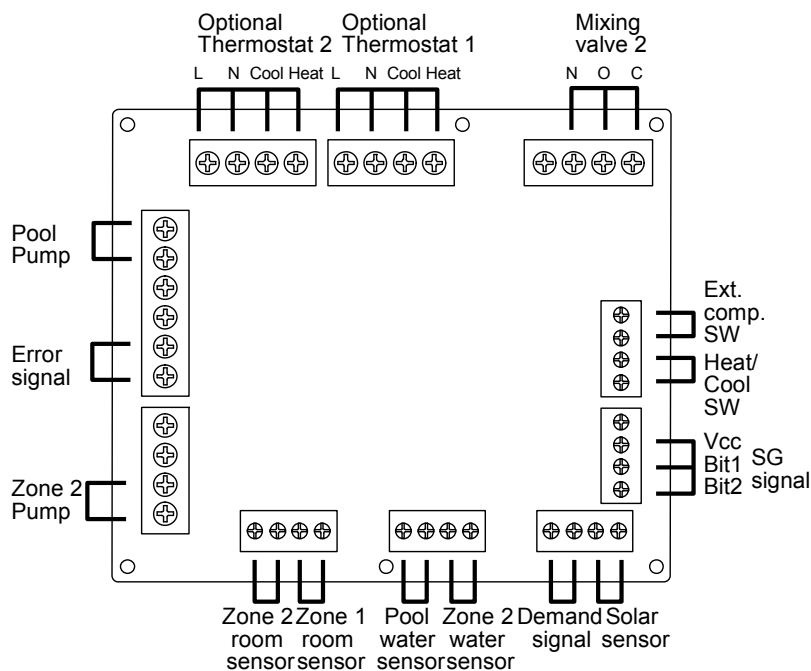 Optional
Thermostat 2
Optional
Thermostat 1
Mixing
valve 2
L N Cool Heat
L N Cool Heat
N O C
Pool
Pump
Error
signal
Zone 2
Pump
Ext.
comp.
SW
Heat/
Cool
SW
Vcc
Bit1
Bit2
SG
signal
Zone 2
room
sensor
Zone 1
room
sensor
Pool
water
sensor
Zone 2
water
sensor
Demand
signal
Solar
sensor